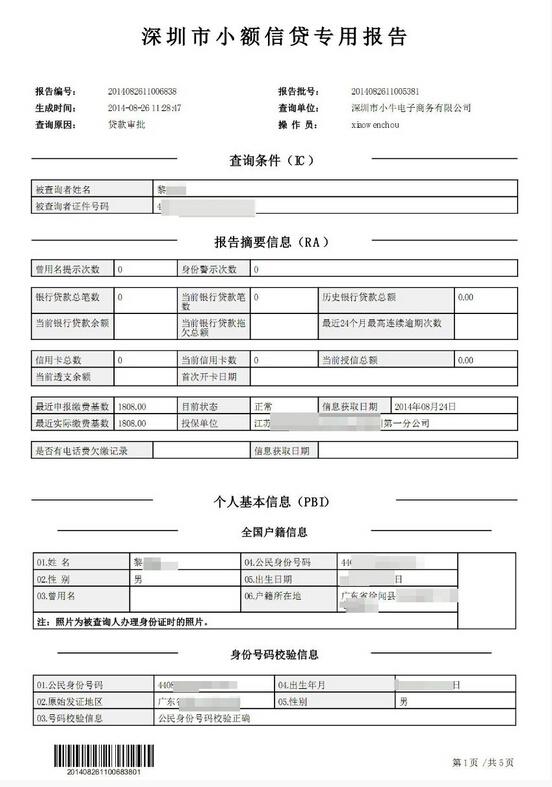 深圳市小额信贷专用报告
报告编号: 2014082611006838 报告批号: 2014082611005381
生成时间: 2014-08-26 11:28:47 查询单位: 深圳市小牛电子商务有限公司
查询原因: 贷款审批 操 作 员: xiaowenchou
查询条件(IC)
被查询者姓名 黎
被查询者证件号码 4
报告摘要信息(RA)
曾用名提示次数 0 身份警示次数 0
银行贷款总笔数 0 当前银行贷款笔数 0 历史银行贷款总额 0.00
当前银行贷款余额 当前银行贷款拖欠总额 最近24个月最高连续逾期次数
信用卡总数 0 当前信用卡数 0 当前授信总额 0.00
当前透支余额 首次开卡日期
最近申报缴费基数 1808.00 目前状态 正常 信息获取日期 2014年08月24日
最近实际缴费基数 1808.00 投保单位 江苏 第一分公司
是否有电话费欠缴记录 信息获取日期
个人基本信息(PBI)
全国户籍信息
01.姓 名 黎 04.公民身份号码 44
02.性 别 男 05.出生日期 日
03.曾用名 06.户籍所在地 广东省徐闻县
注: 照片为被查询人办理身份证时的照片。
身份号码校验信息
01.公民身份号码 4408 04.出生年月 日
02.原始发证地区 广东省 05.性别 男
03.号码校验信息 公民身份号码校验正确
201408261100683801
第1页 /共5页